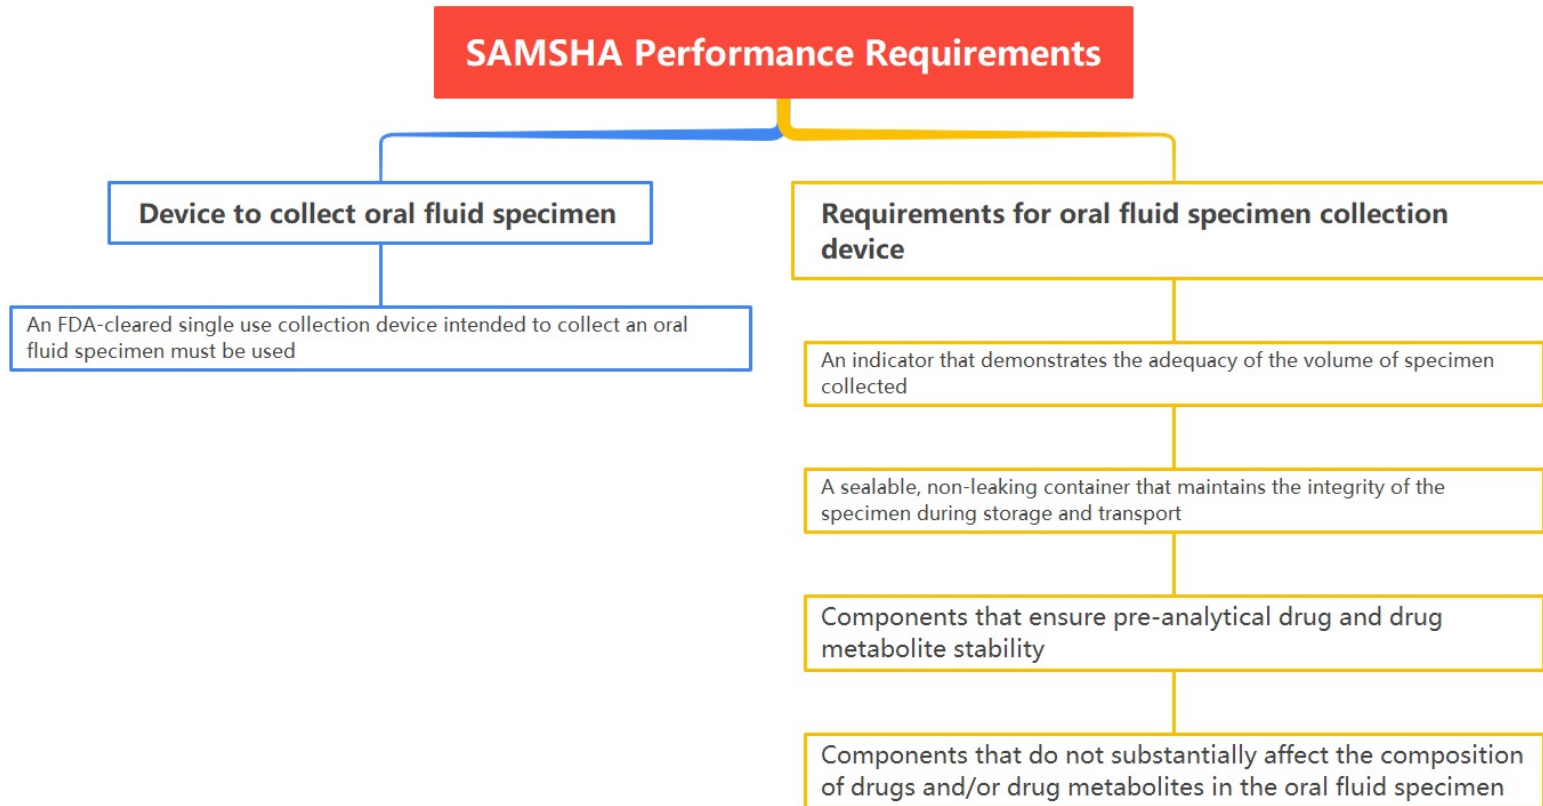 SAMSHA Performance Requirements
Device to collect oral fluid specimen
An FDA-cleared single use collection device intended to collect an oral
fluid specimen must be used
Requirements for oral fluid specimen collection
device
An indicator that demonstrates the adequacy of the volume of specimen
collected
A sealable, non-leaking container that maintains the integrity of the
specimen during storage and transport
Components that ensure pre-analytical drug and drug
metabolite stability
Components that do not substantially affect the composition
of drugs and/or drug metabolites in the oral fluid specimen